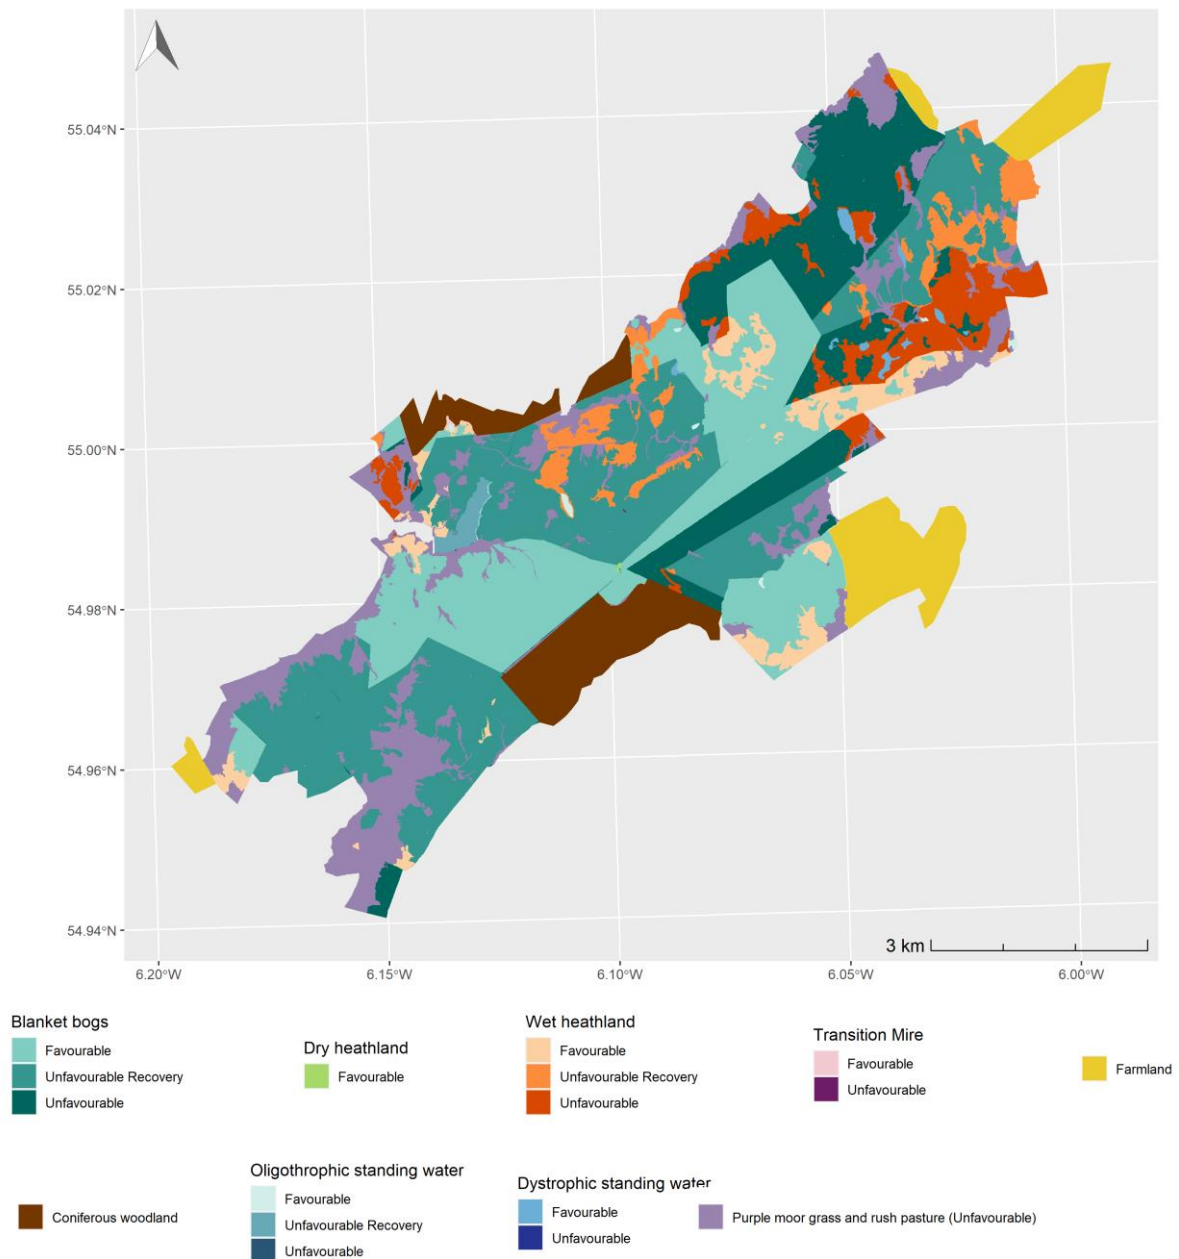 55.04°N
55.02°N
55.00°N
54.98°N
54.96°N
54.94°N
3 km
6.20°W
6.15°W
6.10°W
6.05°W
6.00°W
Blanket bogs
Favourable
Unfavourable Recovery
Unfavourable
Dry heathland
Favourable
Wet heathland
Favourable
Unfavourable Recovery
Unfavourable
Transition Mire
Favourable
Unfavourable
Farmland
Coniferous woodland
Oligothrophic standing water
Favourable
Unfavourable Recovery
Unfavourable
Dystrophic standing water
Favourable
Unfavourable
Purple moor grass and rush pasture (Unfavourable)